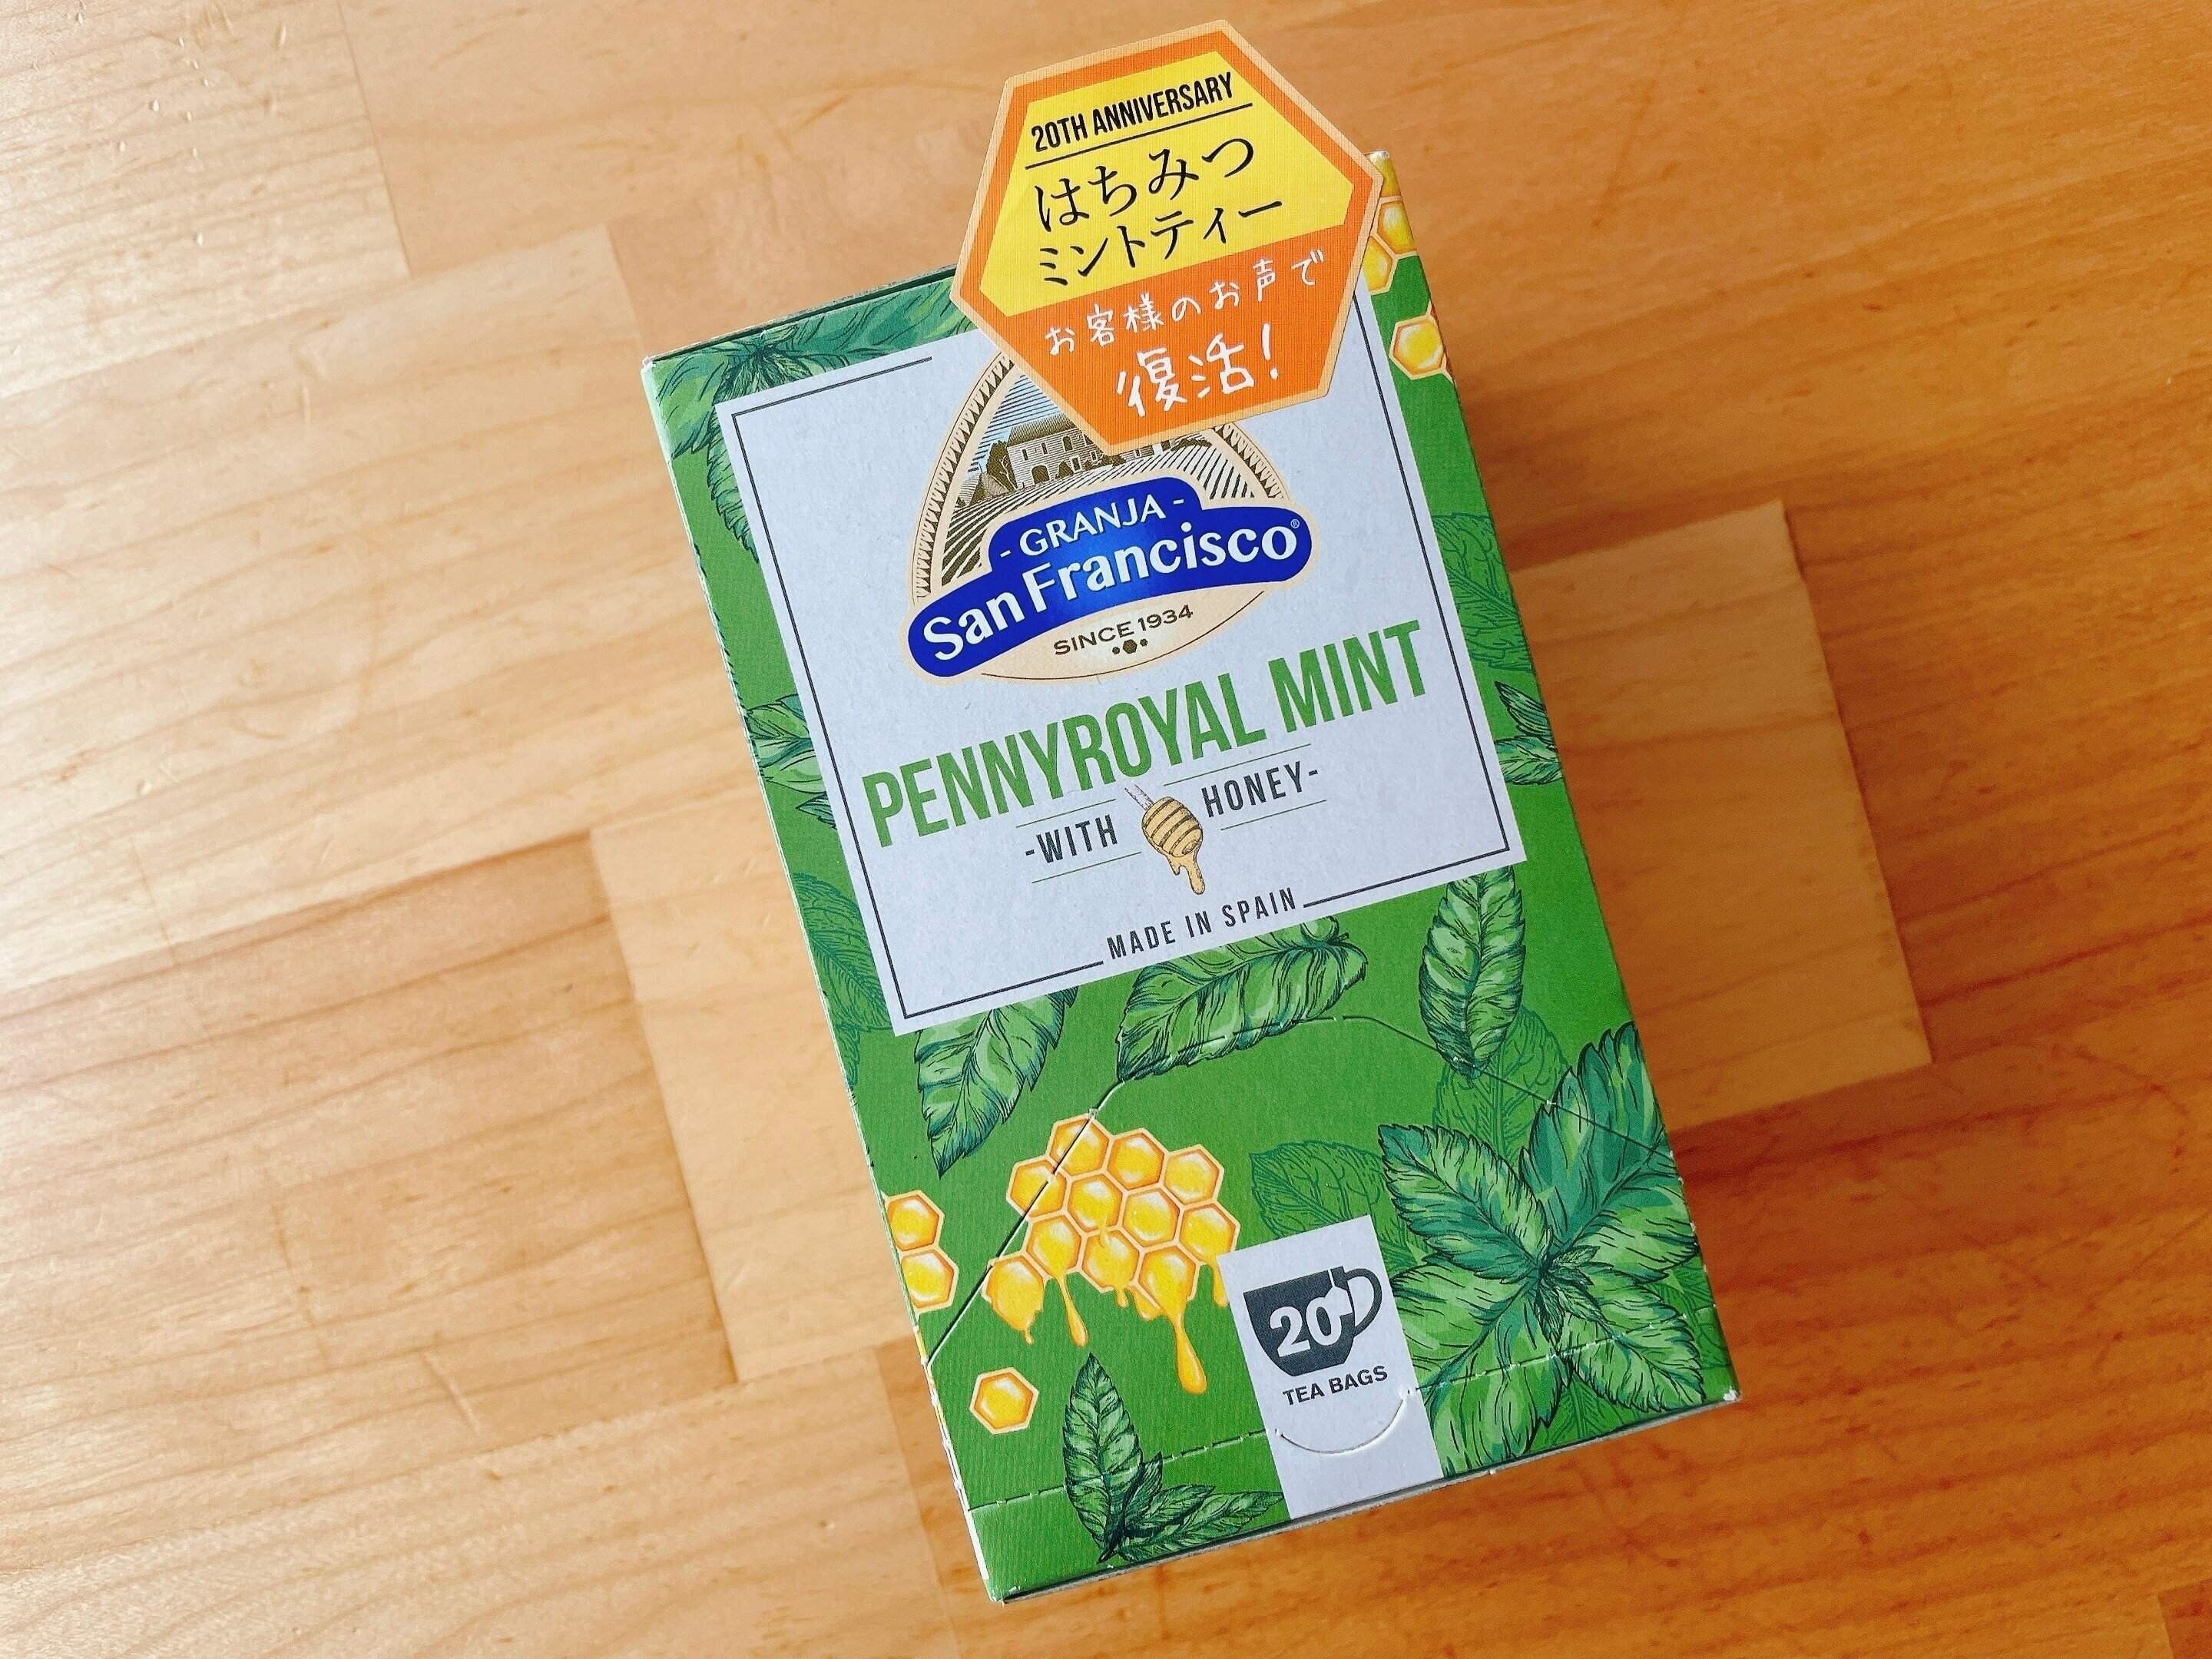 20TH ANNIVERSARY
はちみつ
ミントティー
お客様のお声で
復活!
- GRANJA -
San Francisco®
SINCE 1934
PENNYROYAL MINT
-WITH HONEY-
MADE IN SPAIN
20
TEA BAGS